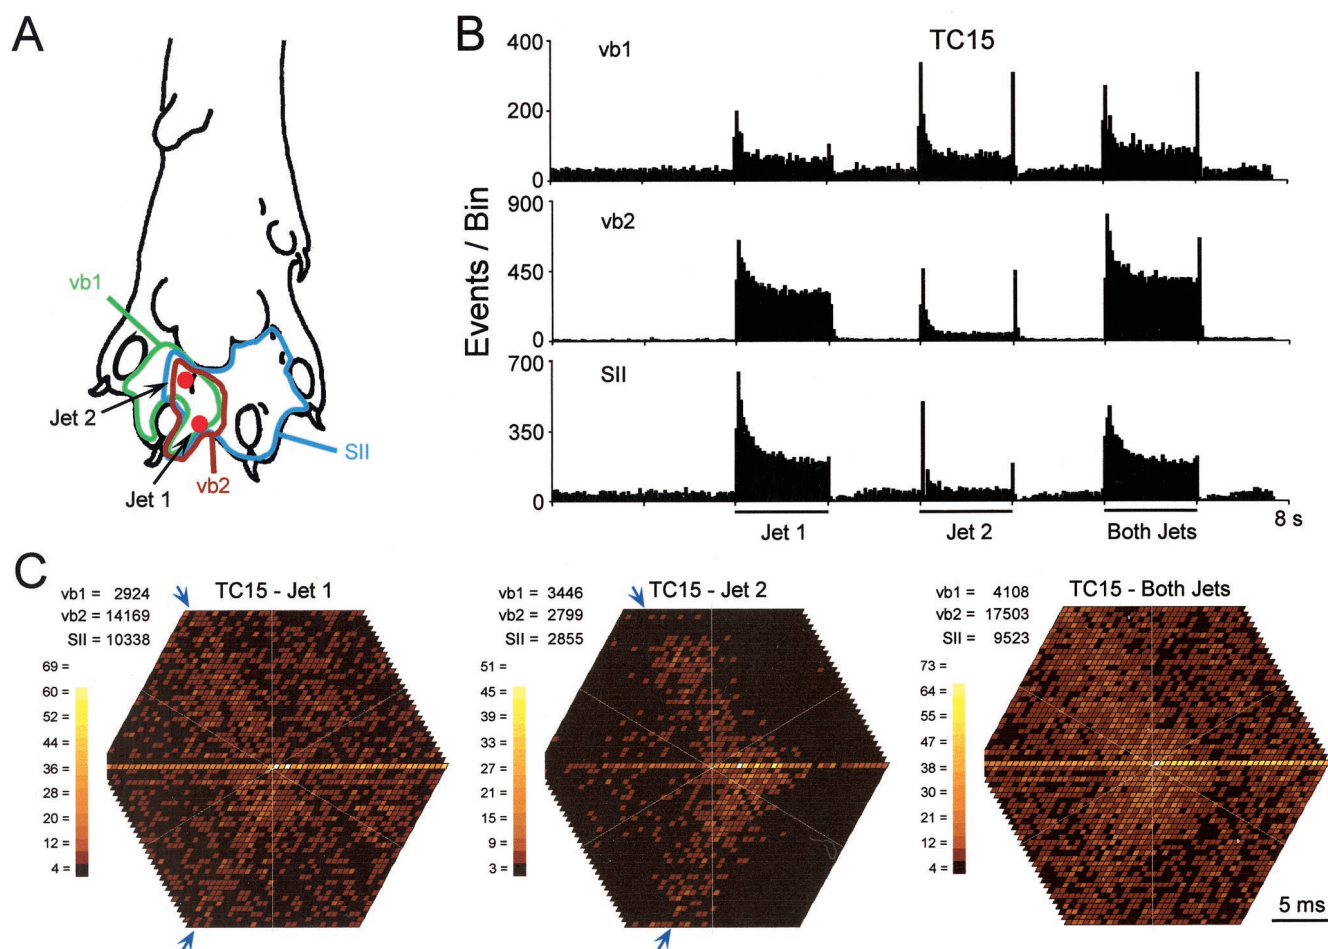 A
vb1
Jet 2
Jet 1
vb2
SII
B
TC15
Events / Bin
vb1
400
200
0
vb2
900
450
0
SII
700
350
0
8 s
Jet 1
Jet 2
Both Jets
C
TC15 - Jet 1
vb1 = 2924
vb2 = 14169
SII = 10338
69 =
60 =
52 =
44 =
36 =
28 =
20 =
12 =
4 =
TC15 - Jet 2
vb1 = 3446
vb2 = 2799
SII = 2855
51 =
45 =
39 =
33 =
27 =
21 =
15 =
9 =
3 =
TC15 - Both Jets
vb1 = 4108
vb2 = 17503
SII = 9523
73 =
64 =
55 =
47 =
38 =
30 =
21 =
12 =
4 =
5 ms